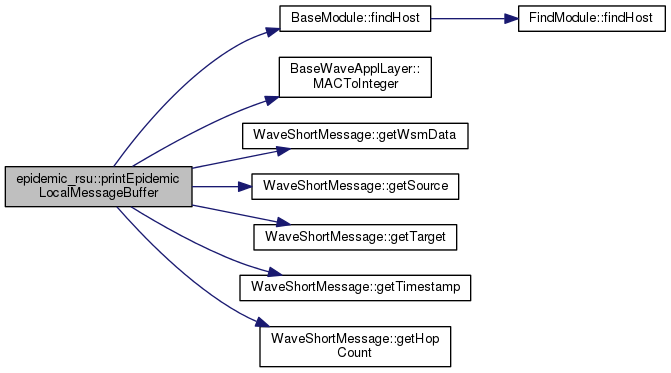 BaseModule::findHost
FindModule::findHost
BaseWaveApplLayer::
MACToInteger
WaveShortMessage::getWsmData
epidemic_rsu::printEpidemic
LocalMessageBuffer
WaveShortMessage::getSource
WaveShortMessage::getTarget
WaveShortMessage::getTimestamp
WaveShortMessage::getHop
Count